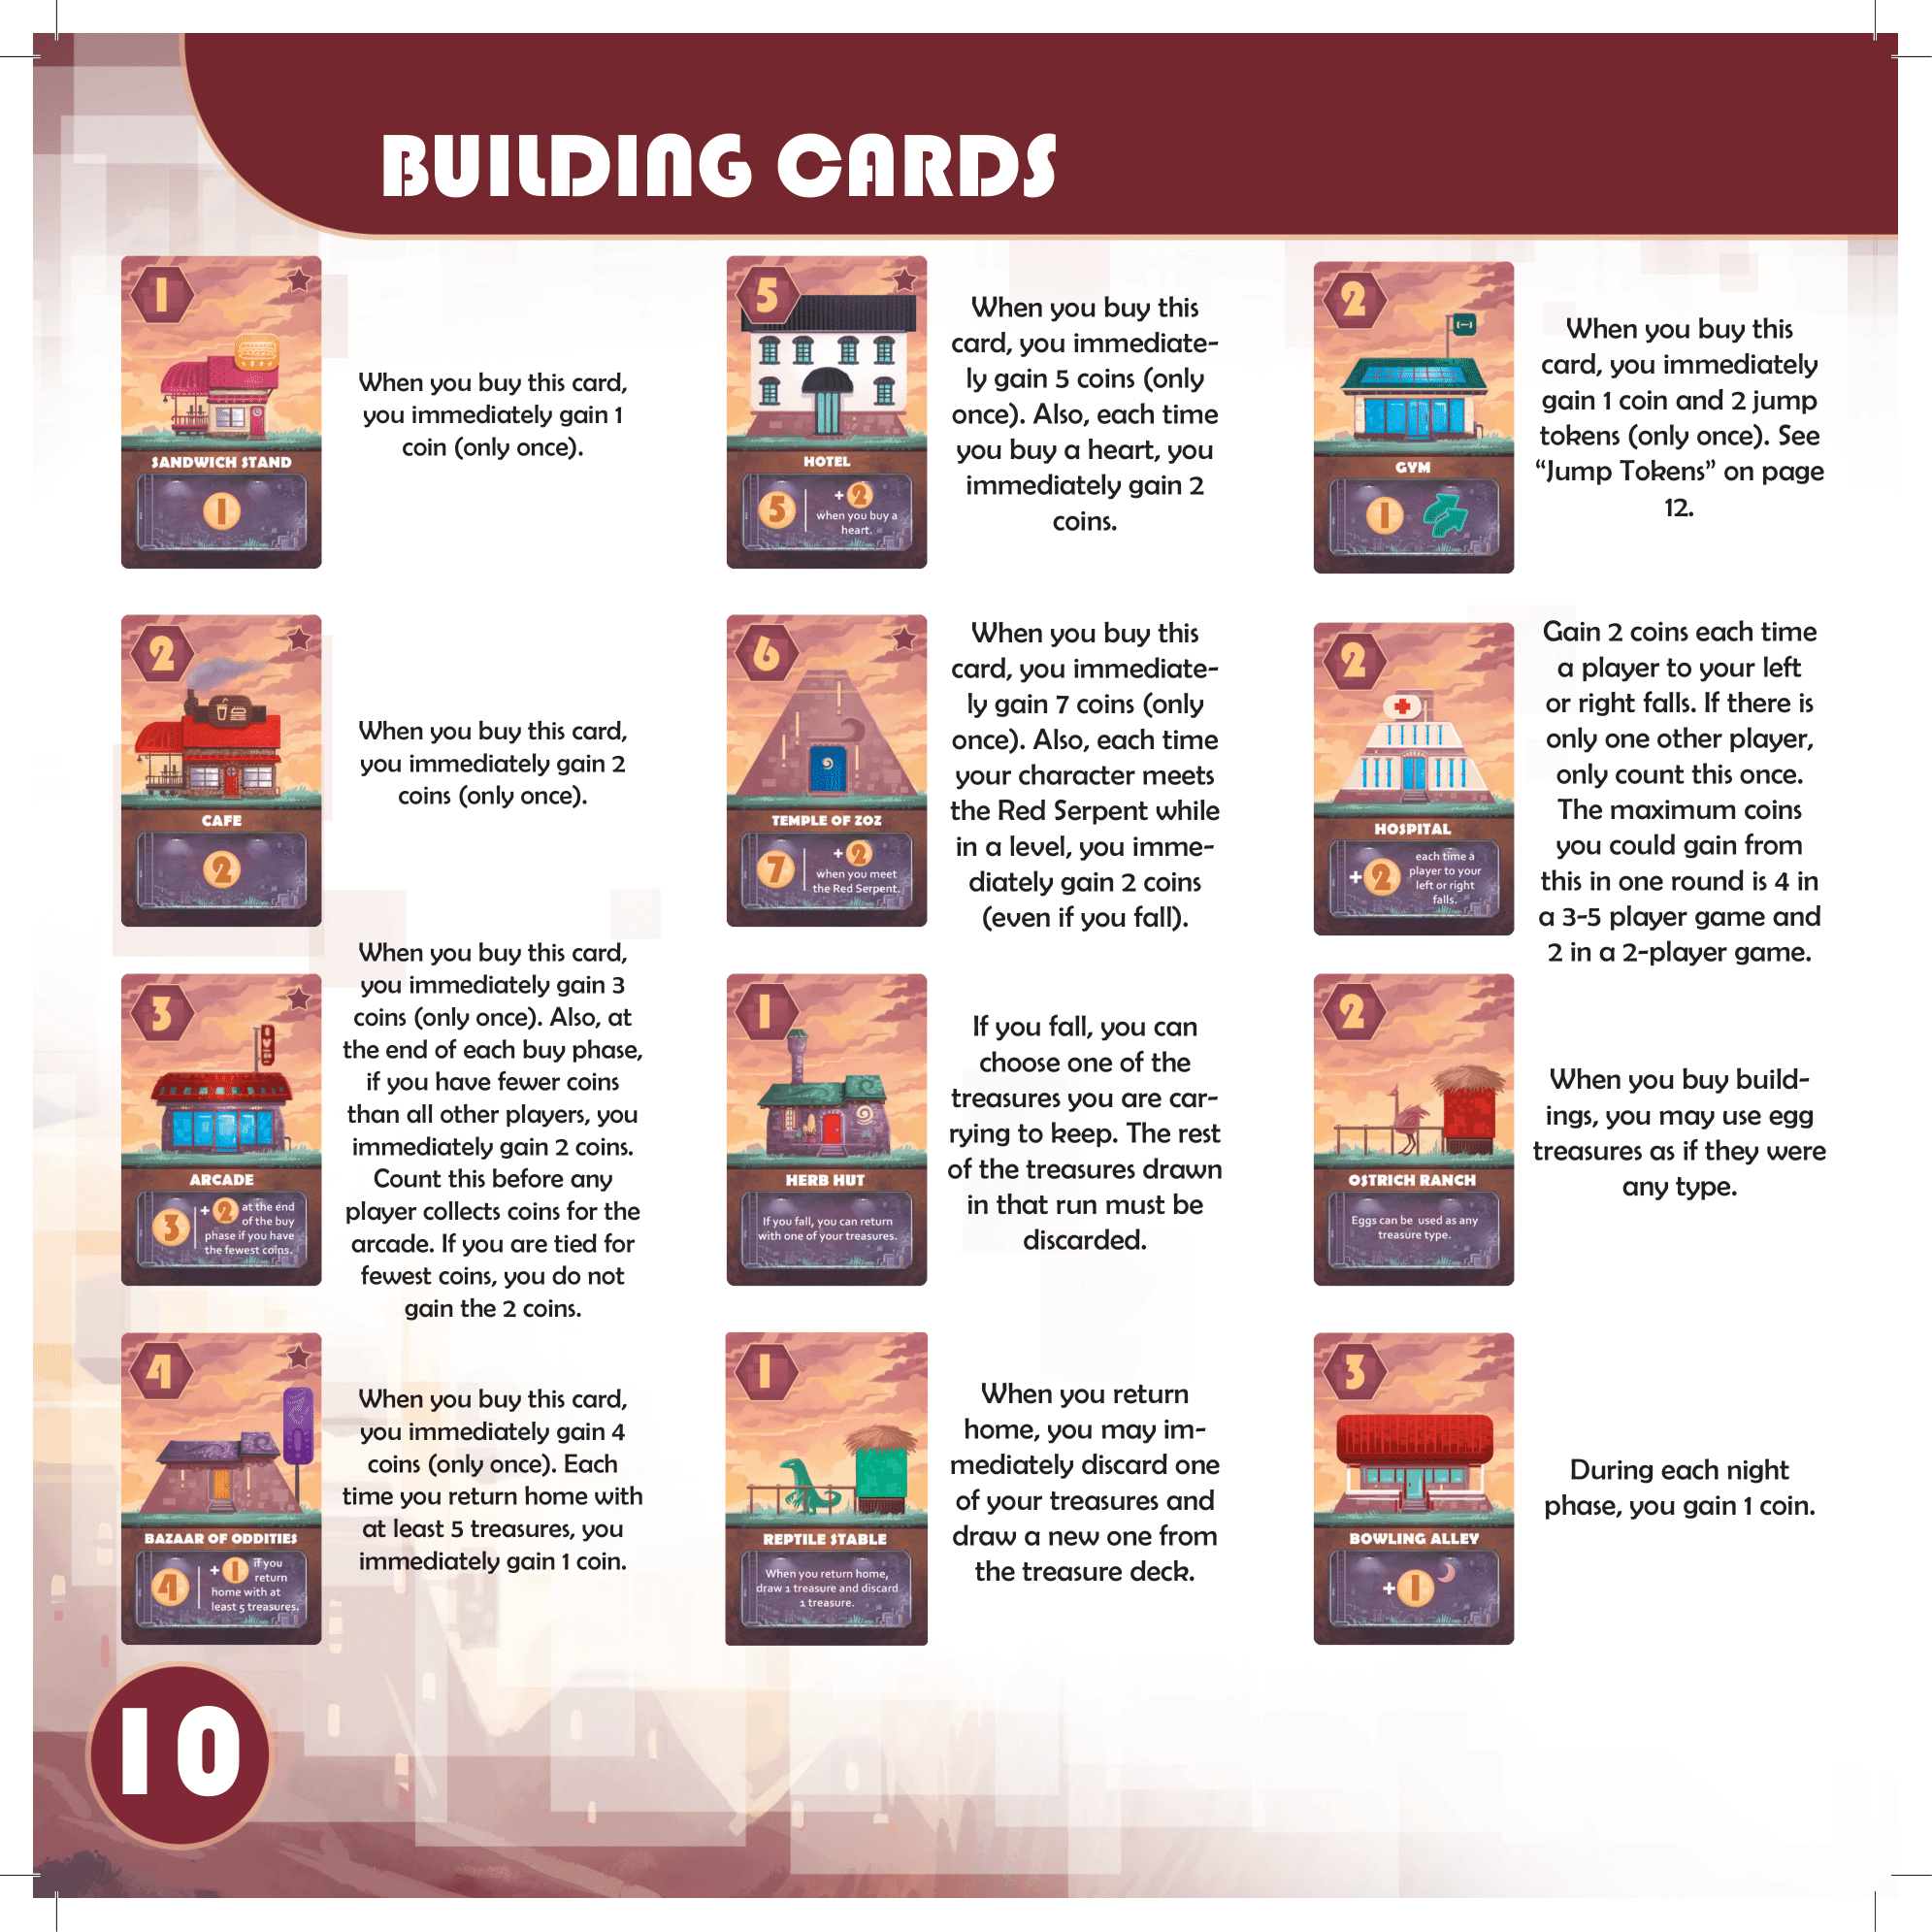 BUILDING CARDS
1
SANDWICH STAND
1
When you buy this card,
you immediately gain 1
coin (only once).
2
CAFE
2
When you buy this card,
you immediately gain 2
coins (only once).
3
ARCADE
3
+2 at the end
of the buy
phase if you have
the fewest coins.
When you buy this card,
you immediately gain 3
coins (only once). Also, at
the end of each buy phase,
if you have fewer coins
than all other players, you
immediately gain 2 coins.
Count this before any
player collects coins for the
arcade. If you are tied for
fewest coins, you do not
gain the 2 coins.
4
BAZAAR OF ODDITIES
4
+1 if you
return
home with at
least 5 treasures.
When you buy this card,
you immediately gain 4
coins (only once). Each
time you return home with
at least 5 treasures, you
immediately gain 1 coin.
5
HOTEL
5
+2
when you buy a
heart.
When you buy this
card, you immediate-
ly gain 5 coins (only
once). Also, each time
you buy a heart, you
immediately gain 2
coins.
6
TEMPLE OF ZOZ
7
+2
when you meet
the Red Serpent.
When you buy this
card, you immediate-
ly gain 7 coins (only
once). Also, each time
your character meets
the Red Serpent while
in a level, you imme-
diately gain 2 coins
(even if you fall).
1
HERB HUT
If you fall, you can return
with one of your treasures.
If you fall, you can
choose one of the
treasures you are car-
rying to keep. The rest
of the treasures drawn
in that run must be
discarded.
1
REPTILE STABLE
When you return home,
draw 1 treasure and discard
1 treasure.
When you return
home, you may im-
mediately discard one
of your treasures and
draw a new one from
the treasure deck.
2
GYM
1
When you buy this
card, you immediately
gain 1 coin and 2 jump
tokens (only once). See
“Jump Tokens” on page
12.
2
HOSPITAL
+2
each time a
player to your
left or right
falls.
Gain 2 coins each time
a player to your left
or right falls. If there is
only one other player,
only count this once.
The maximum coins
you could gain from
this in one round is 4 in
a 3-5 player game and
2 in a 2-player game.
2
OSTRICH RANCH
Eggs can be used as any
treasure type.
When you buy build-
ings, you may use egg
treasures as if they were
any type.
3
BOWLING ALLEY
+1
During each night
phase, you gain 1 coin.
10